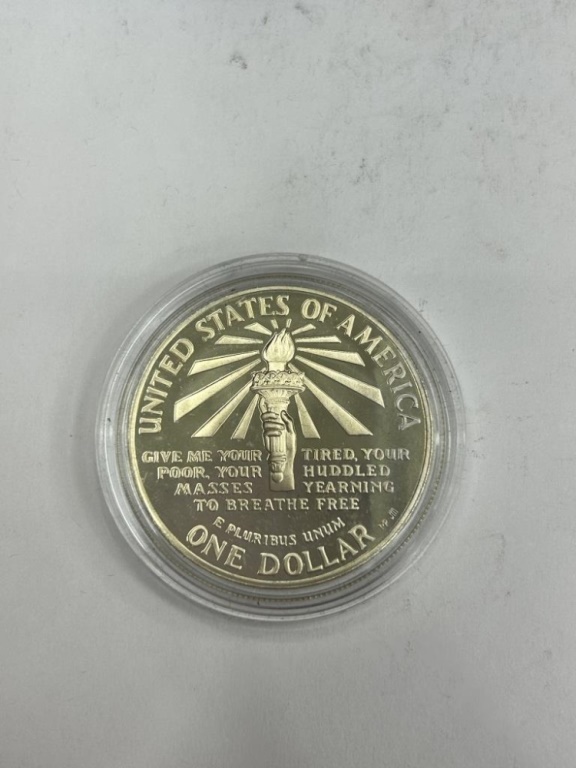 UNITED STATES OF AMERICA
GIVE ME YOUR TIRED, YOUR
POOR, YOUR HUDDLED
MASSES YEARNING
TO BREATHE FREE
E PLURIBUS UNUM
ONE DOLLAR